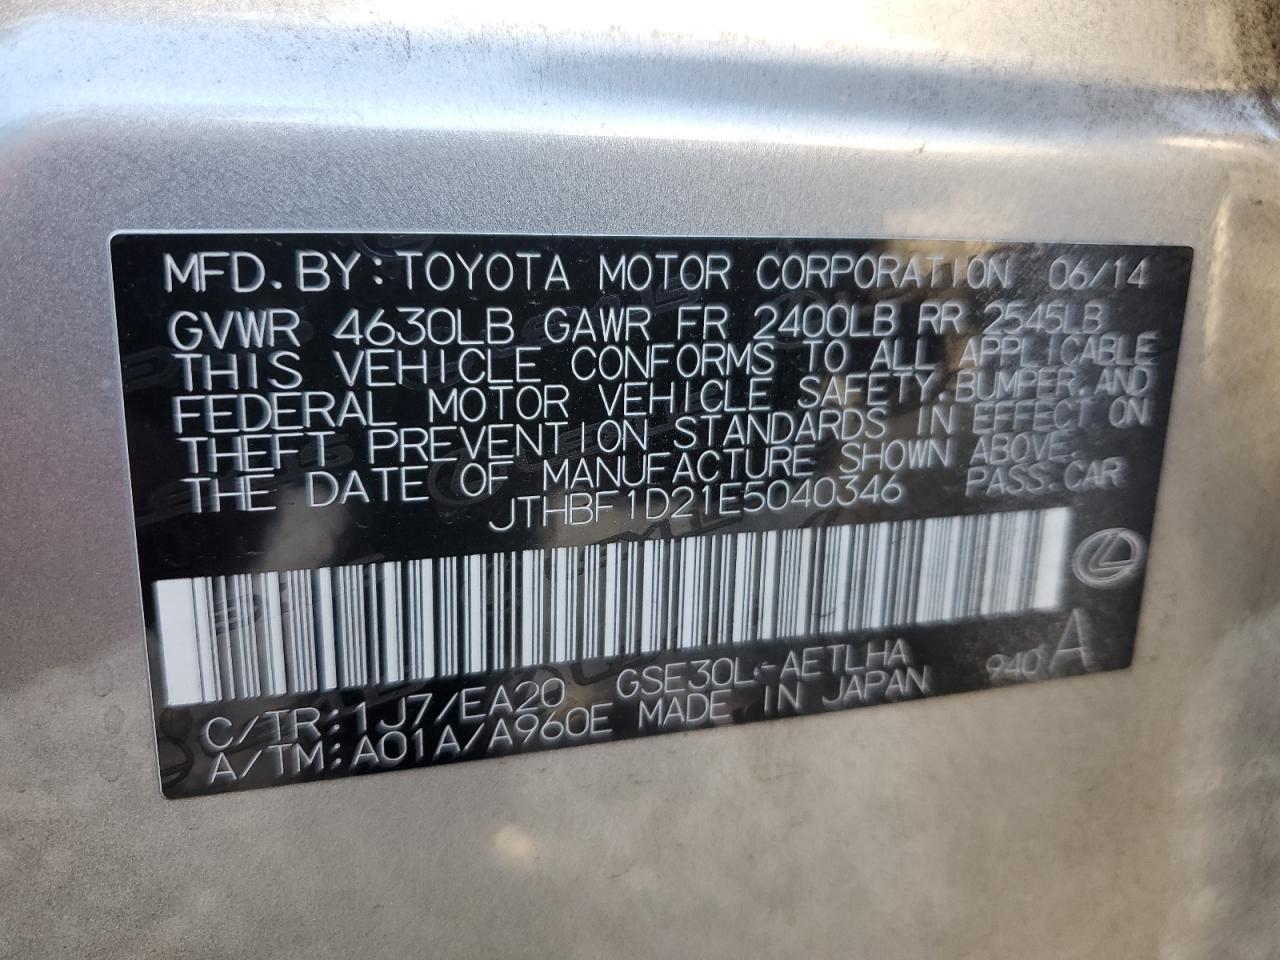 MFD. BY: TOYOTA MOTOR CORPORATION 06/14
GVWR 4630LB GAWR FR 2400LB RR 2545LB
THIS VEHICLE CONFORMS TO ALL APPLICABLE
FEDERAL MOTOR VEHICLE SAFETY, BUMPER, AND
THEFT PREVENTION STANDARDS IN EFFECT ON
THE DATE OF MANUFACTURE SHOWN ABOVE.
JTHBF1D21E5040346 PASS. CAR
C/TR: 1J7/EA20 GSE30L-AETLHA 940 A
A/TM: A01A/A960E MADE IN JAPAN